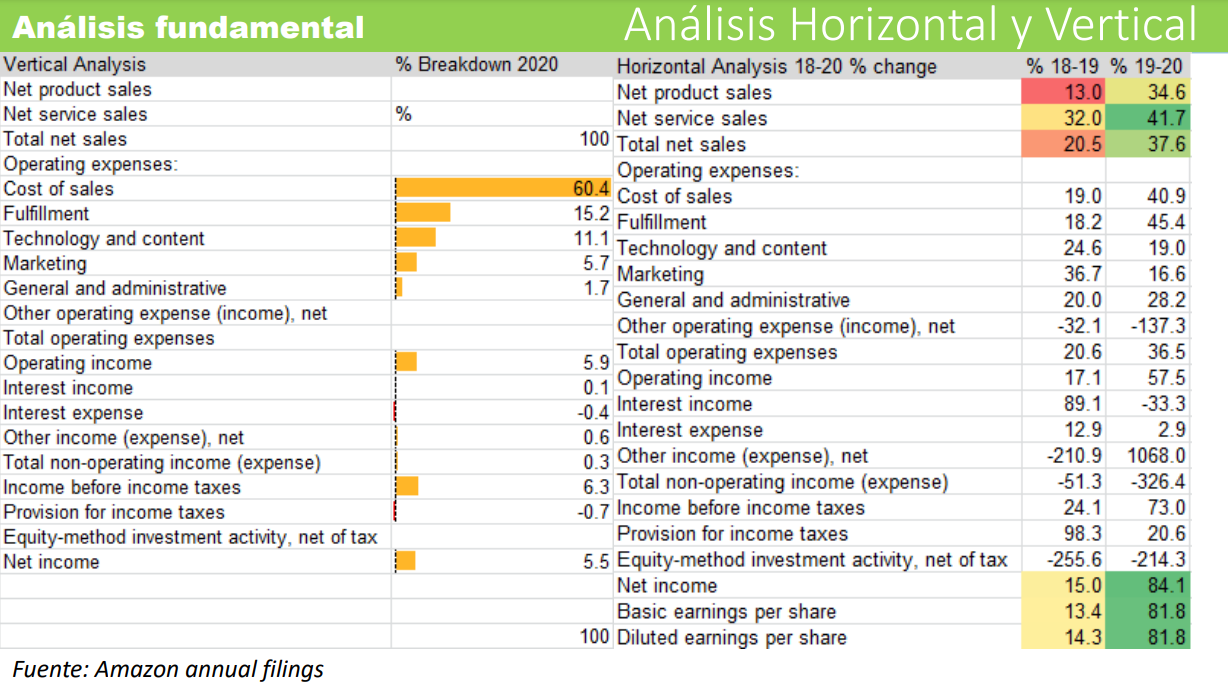 Análisis fundamental
Análisis Horizontal y Vertical
Vertical Analysis % Breakdown 2020
Net product sales
Net service sales %
Total net sales 100
Operating expenses:
Cost of sales 60.4
Fulfillment 15.2
Technology and content 11.1
Marketing 5.7
General and administrative 1.7
Other operating expense (income), net
Total operating expenses
Operating income 5.9
Interest income 0.1
Interest expense -0.4
Other income (expense), net 0.6
Total non-operating income (expense) 0.3
Income before income taxes 6.3
Provision for income taxes -0.7
Equity-method investment activity, net of tax
Net income 5.5
100
Horizontal Analysis 18-20 % change % 18-19 % 19-20
Net product sales 13.0 34.6
Net service sales 32.0 41.7
Total net sales 20.5 37.6
Operating expenses:
Cost of sales 19.0 40.9
Fulfillment 18.2 45.4
Technology and content 24.6 19.0
Marketing 36.7 16.6
General and administrative 20.0 28.2
Other operating expense (income), net -32.1 -137.3
Total operating expenses 20.6 36.5
Operating income 17.1 57.5
Interest income 89.1 -33.3
Interest expense 12.9 2.9
Other income (expense), net -210.9 1068.0
Total non-operating income (expense) -51.3 -326.4
Income before income taxes 24.1 73.0
Provision for income taxes 98.3 20.6
Equity-method investment activity, net of tax -255.6 -214.3
Net income 15.0 84.1
Basic earnings per share 13.4 81.8
Diluted earnings per share 14.3 81.8
Fuente: Amazon annual filings